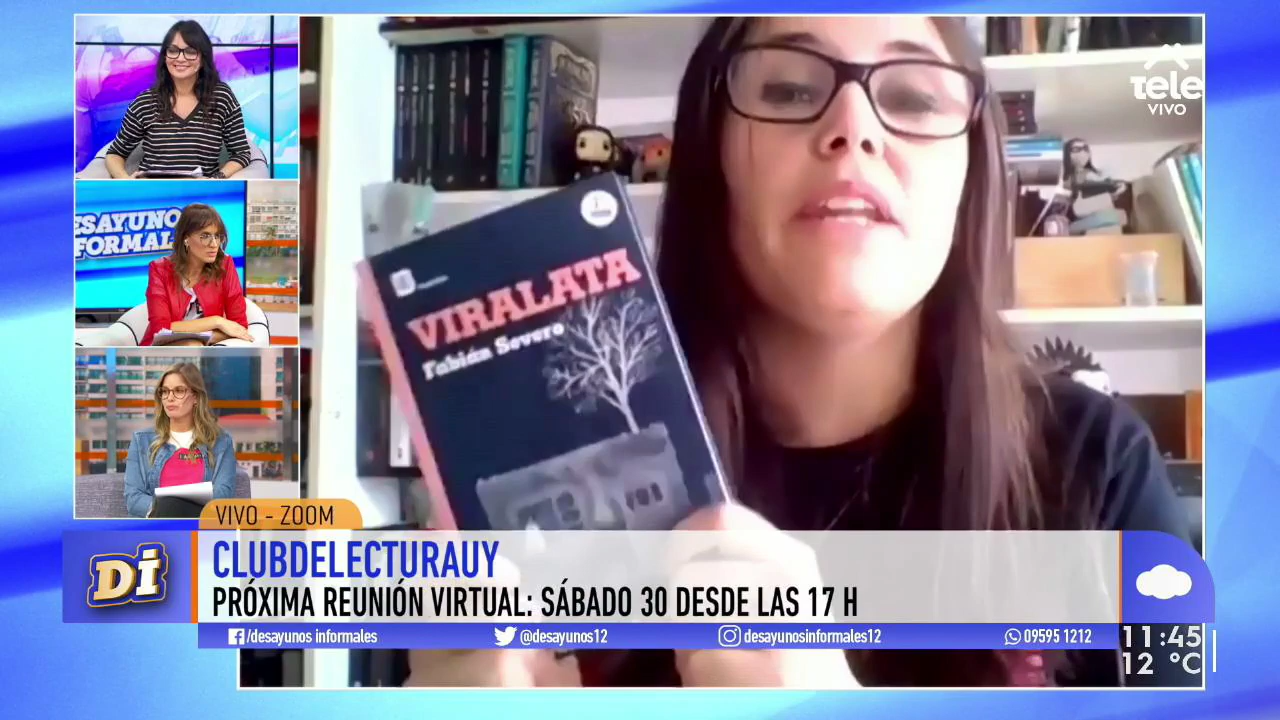 tele
VIVO
DESAYUNOS
INFORMALES
VIRALATA
Fabián Severo
VIVO - ZOOM
Di
CLUBDELECTURAUY
PRÓXIMA REUNIÓN VIRTUAL: SÁBADO 30 DESDE LAS 17 H
/desayunos informales
@desayunos12
desayunosinformales12
09595 1212
11:45
12 °C